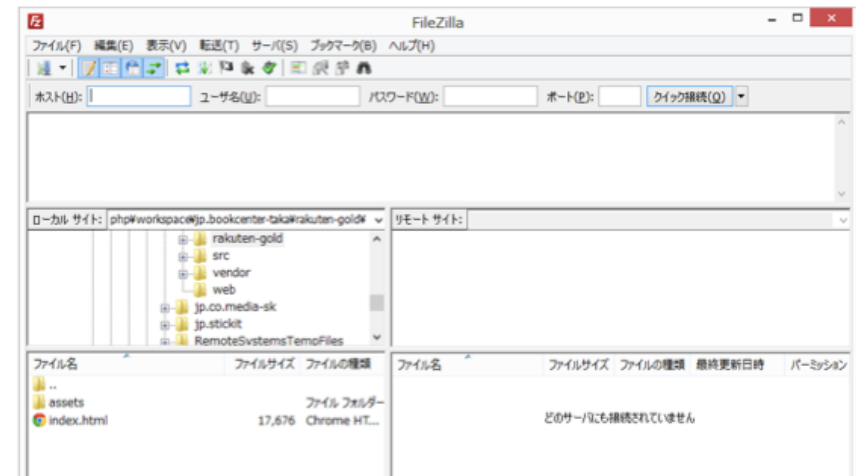 FileZilla
ファイル(F) 編集(E) 表示(V) 転送(T) サーバ(S) ブックマーク(B) ヘルプ(H)
ホスト(H): ユーザ名(U): パスワード(W): ポート(P): クイック接続(Q)
ローカル サイト: php¥workspace¥jp.bookcenter-taka¥rakuten-gold¥ リモート サイト:
rakuten-gold
src
vendor
web
jp.co.media-sk
jp.stickit
RemoteSystemsTempFiles
ファイル名 ファイルサイズ ファイルの種類 ファイル名 ファイルサイズ ファイルの種類 最終更新日時 パーミッション
..
assets ファイル フォルダー
index.html 17,676 Chrome HT...
どのサーバにも接続されていません